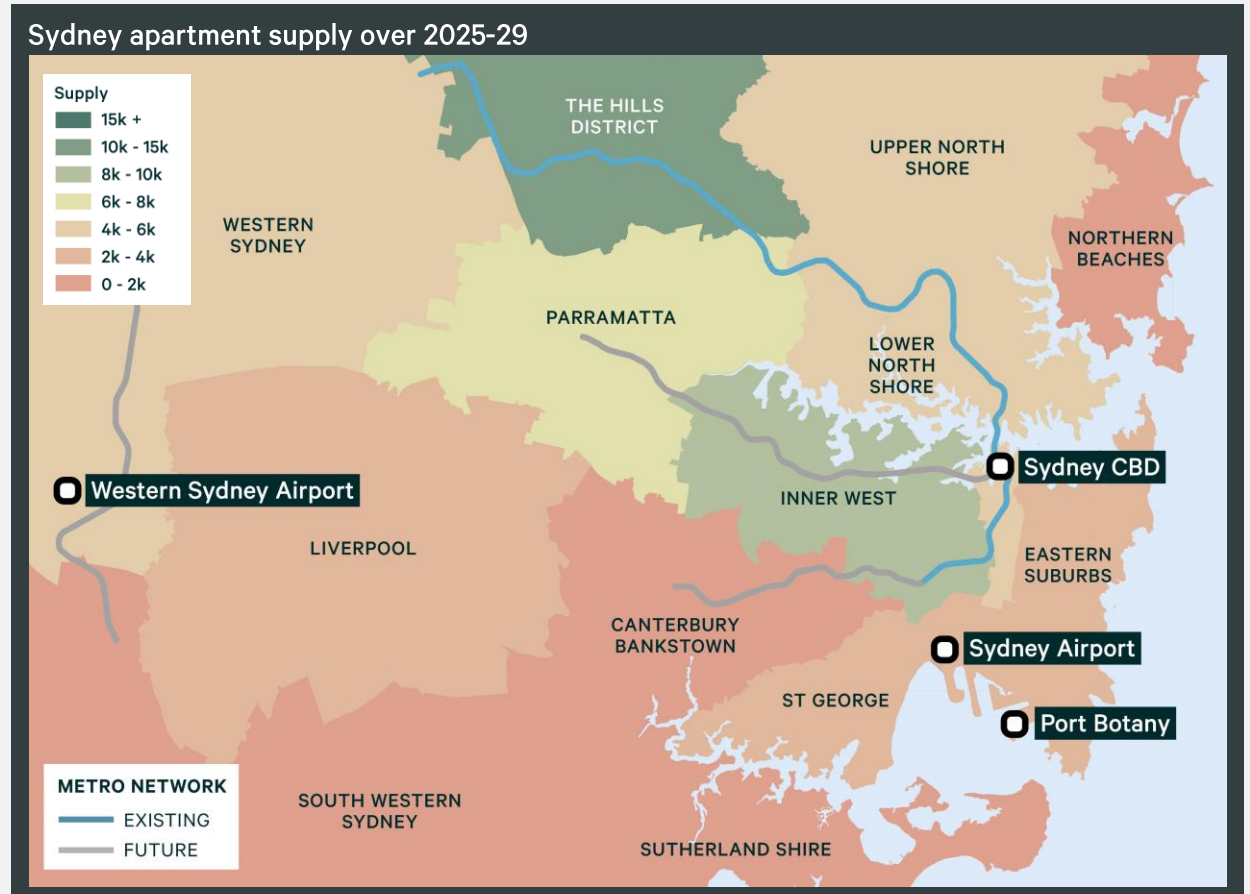 Sydney apartment supply over 2025-29
Supply
15k +
10k - 15k
8k - 10k
6k - 8k
4k - 6k
2k - 4k
0 - 2k
THE HILLS
DISTRICT
UPPER NORTH
SHORE
WESTERN
SYDNEY
NORTHERN
BEACHES
PARRAMATTA
LOWER
NORTH
SHORE
Sydney CBD
Western Sydney Airport
INNER WEST
LIVERPOOL
EASTERN
SUBURBS
CANTERBURY
BANKSTOWN
Sydney Airport
ST GEORGE
Port Botany
METRO NETWORK
EXISTING
FUTURE
SOUTH WESTERN
SYDNEY
SUTHERLAND SHIRE